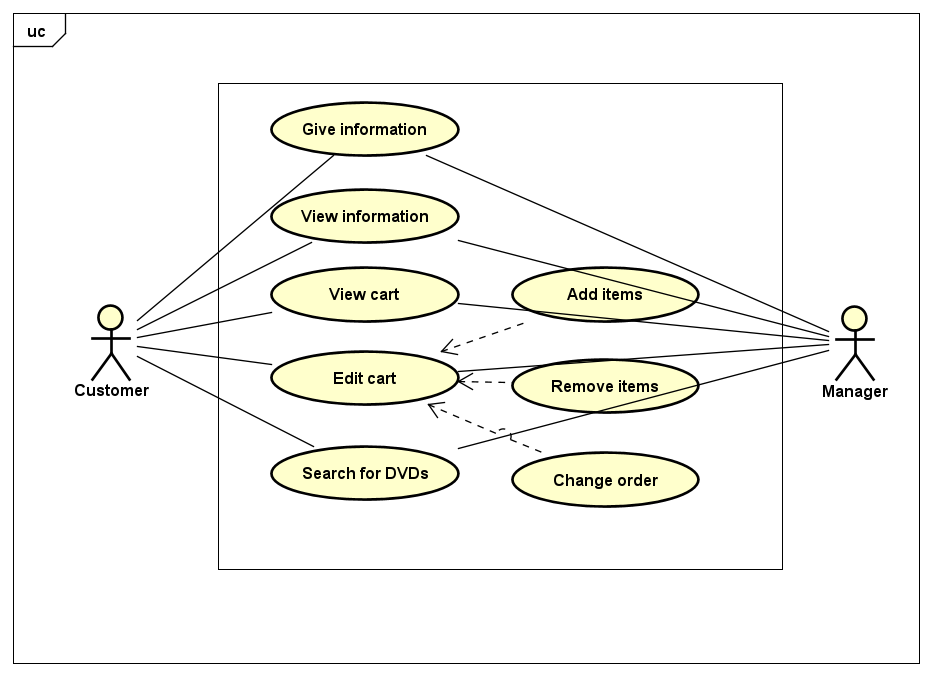 uc
Give information
View information
View cart
Add items
Edit cart
Remove items
Customer
Manager
Search for DVDs
Change order